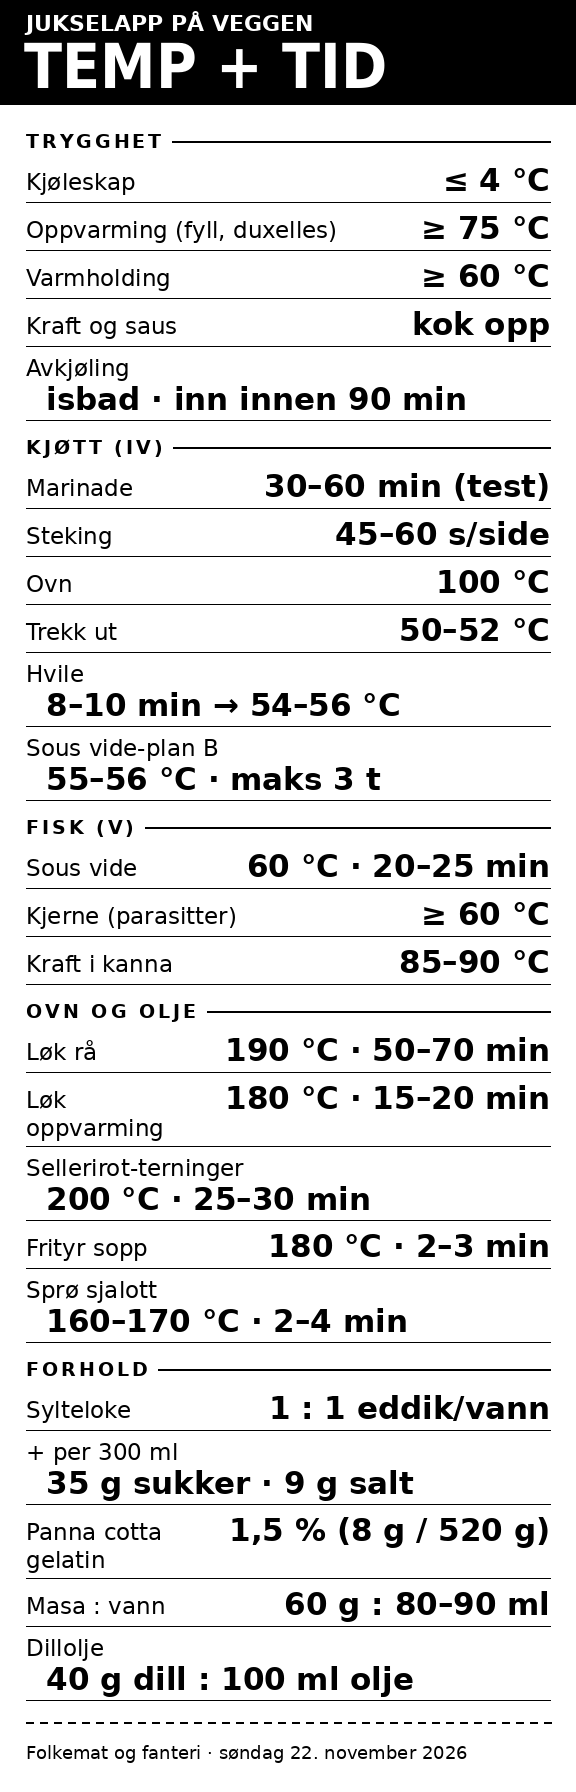 JUKSELAPP PÅ VEGGEN
TEMP + TID
TRYGGHET
Kjøleskap ≤ 4 °C
Oppvarming (fyll, duxelles) ≥ 75 °C
Varmholding ≥ 60 °C
Kraft og saus kok opp
Avkjøling
isbad · inn innen 90 min
KJØTT (IV)
Marinade 30–60 min (test)
Steking 45–60 s/side
Ovn 100 °C
Trekk ut 50–52 °C
Hvile
8–10 min → 54–56 °C
Sous vide-plan B
55–56 °C · maks 3 t
FISK (V)
Sous vide 60 °C · 20–25 min
Kjerne (parasitter) ≥ 60 °C
Kraft i kanna 85–90 °C
OVN OG OLJE
Løk rå 190 °C · 50–70 min
Løk 180 °C · 15–20 min
oppvarming
Sellerirot-terninger
200 °C · 25–30 min
Frityr sopp 180 °C · 2–3 min
Sprø sjalott
160–170 °C · 2–4 min
FORHOLD
Sylteloke 1 : 1 eddik/vann
+ per 300 ml
35 g sukker · 9 g salt
Panna cotta 1,5 % (8 g / 520 g)
gelatin
Masa : vann 60 g : 80–90 ml
Dillolje
40 g dill : 100 ml olje
Folkemat og fanteri · søndag 22. november 2026